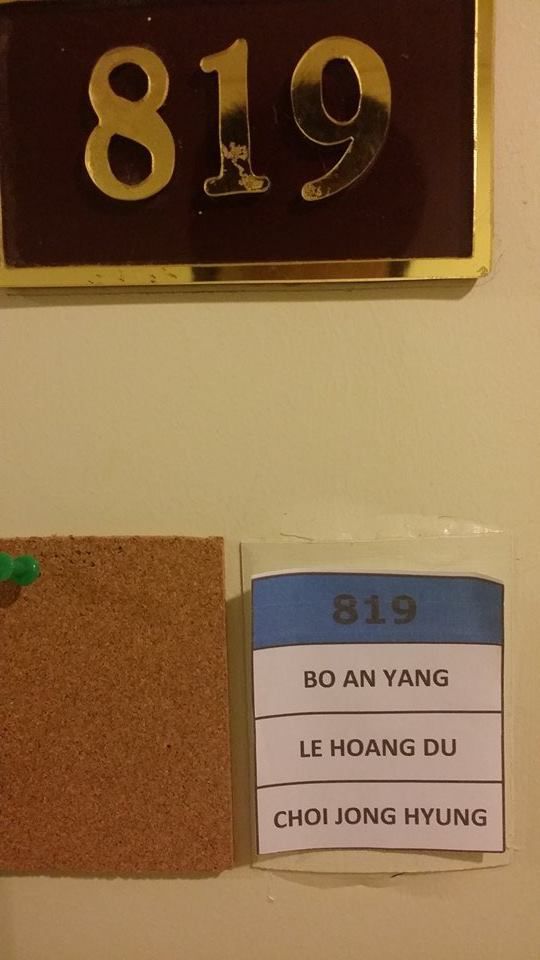 819
819
BO AN YANG
LE HOANG DU
CHOI JONG HYUNG